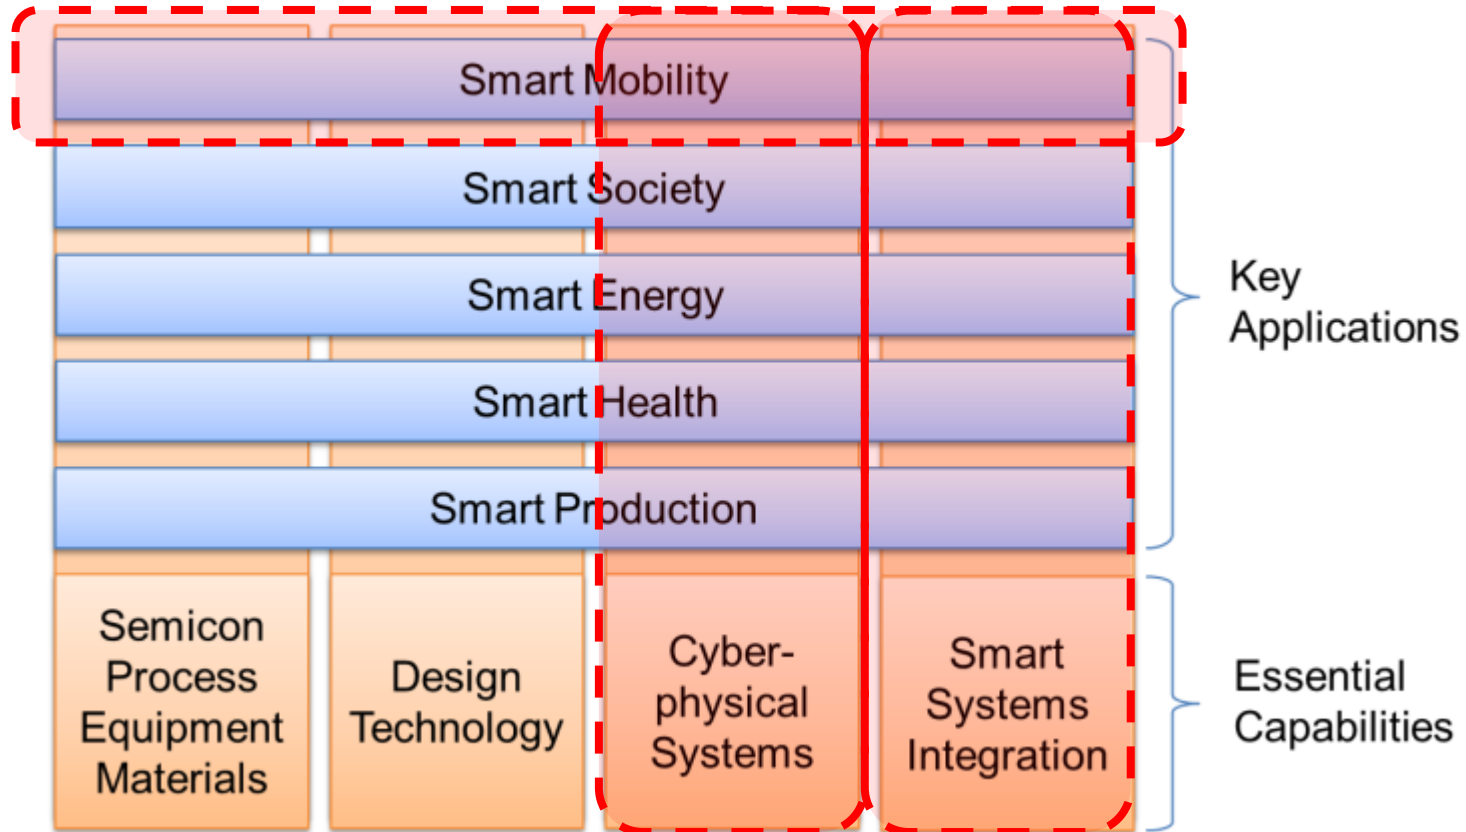 Smart Mobility
Smart Society
Smart Energy
Smart Health
Smart Production
Key
Applications
Semicon
Process
Equipment
Materials
Design
Technology
Cyber-
physical
Systems
Smart
Systems
Integration
Essential
Capabilities